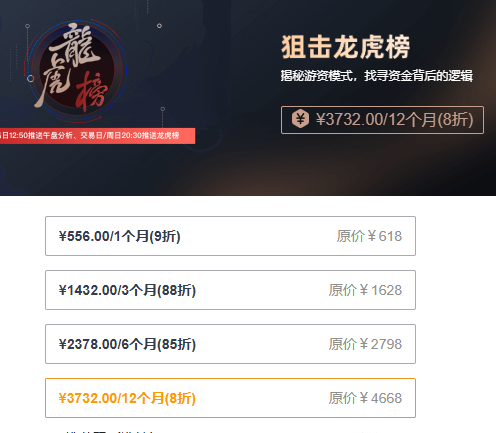 龍虎榜
狙击龙虎榜
揭秘游资模式，找寻资金背后的逻辑
¥3732.00/12个月(8折)
日12:50推送午盘分析、交易日/周日20:30推送龙虎榜
¥556.00/1个月(9折) 原价￥618
¥1432.00/3个月(88折) 原价￥1628
¥2378.00/6个月(85折) 原价￥2798
¥3732.00/12个月(8折) 原价￥4668